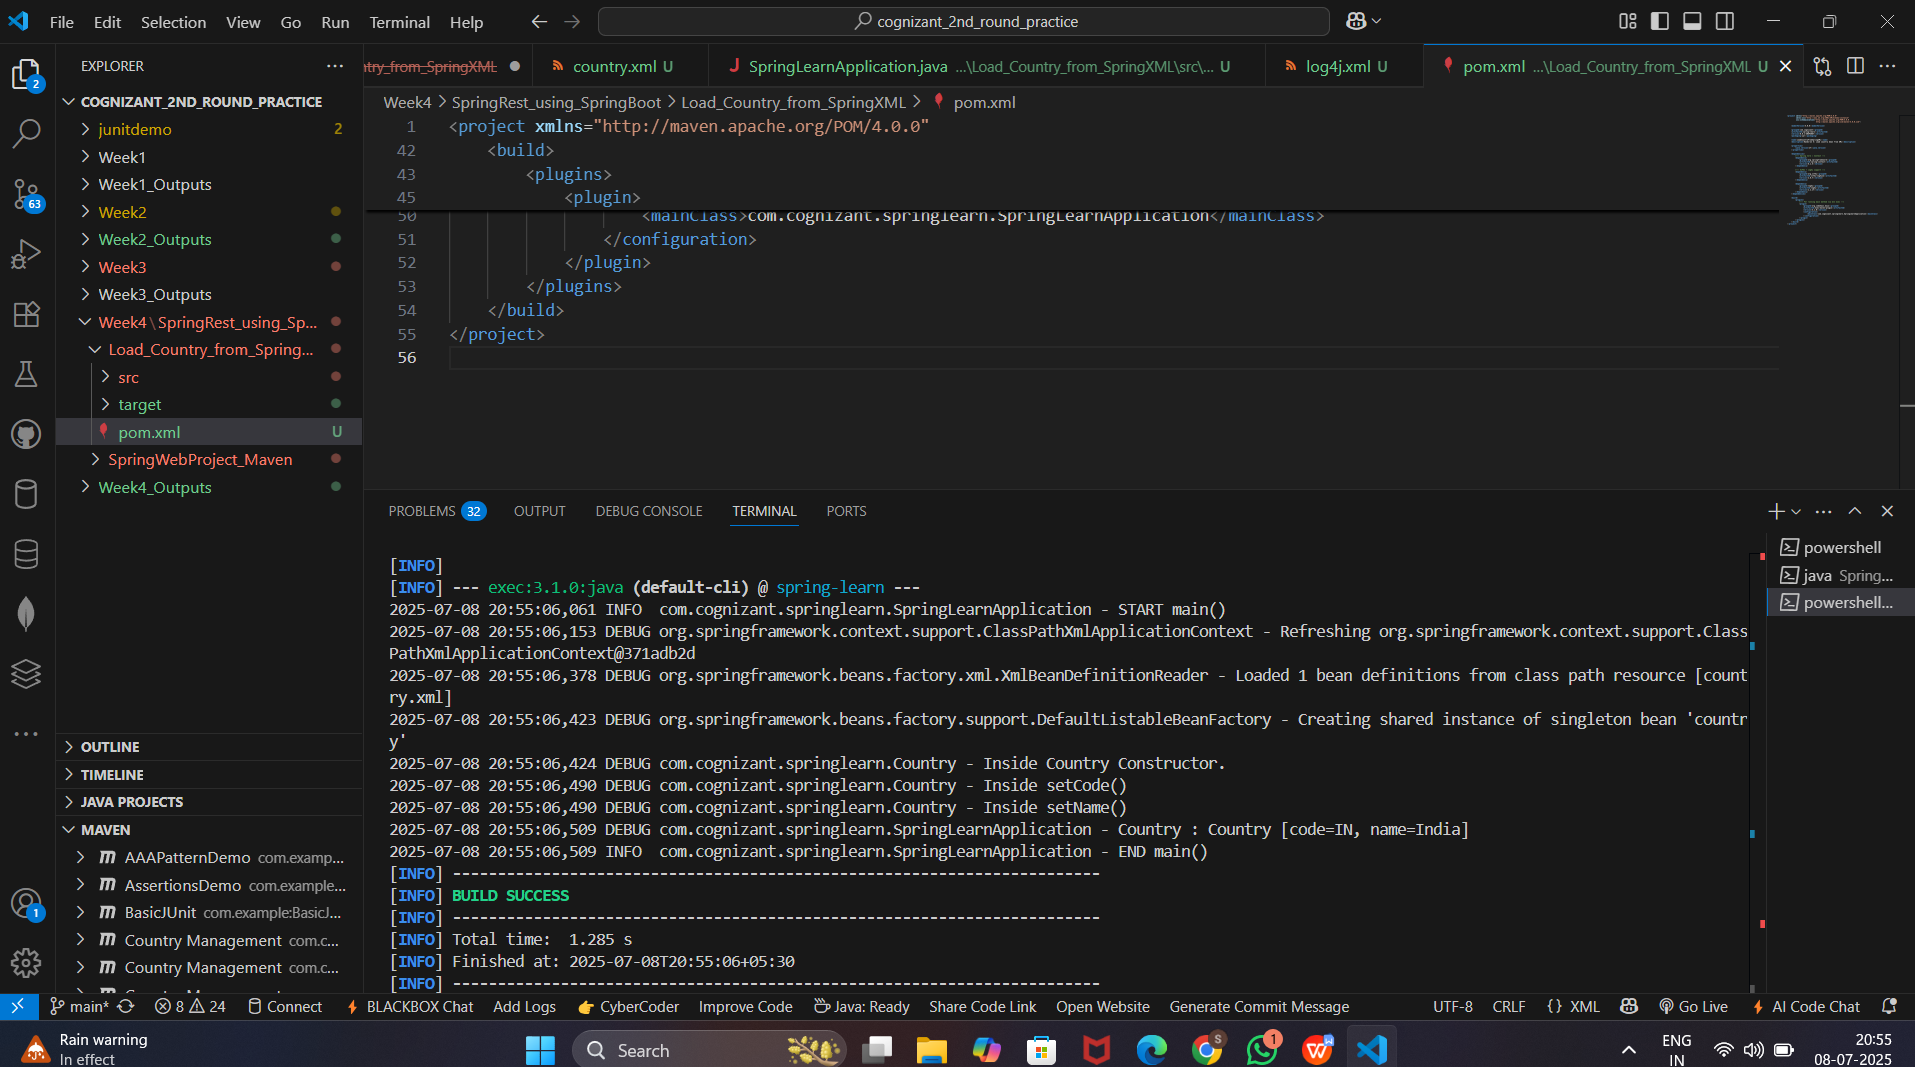 File Edit Selection View Go Run Terminal Help
cognizant_2nd_round_practice
EXPLORER
COGNIZANT_2ND_ROUND_PRACTICE
junitdemo 2
Week1
Week1_Outputs
Week2
Week2_Outputs
Week3
Week3_Outputs
Week4\SpringRest_using_Sp...
Load_Country_from_Spring...
src
target
pom.xml U
SpringWebProject_Maven
Week4_Outputs
OUTLINE
TIMELINE
JAVA PROJECTS
MAVEN
AAAPatternDemo com.examp...
AssertionsDemo com.example...
BasicJUnit com.example:BasicJ...
Country Management com.c...
Country Management com.c...
2
63
1
ntry_from_SpringXML
country.xml U
SpringLearnApplication.java ...\Load_Country_from_SpringXML\src\... U
log4j.xml U
pom.xml ...\Load_Country_from_SpringXML U
Week4 > SpringRest_using_SpringBoot > Load_Country_from_SpringXML > pom.xml
1 <project xmlns="http://maven.apache.org/POM/4.0.0"
42 <build>
43 <plugins>
45 <plugin>
50 <mainClass>com.cognizant.springlearn.SpringLearnApplication</mainClass>
51 </configuration>
52 </plugin>
53 </plugins>
54 </build>
55 </project>
56
PROBLEMS 32 OUTPUT DEBUG CONSOLE TERMINAL PORTS
[INFO]
[INFO] --- exec:3.1.0:java (default-cli) @ spring-learn ---
2025-07-08 20:55:06,061 INFO  com.cognizant.springlearn.SpringLearnApplication - START main()
2025-07-08 20:55:06,153 DEBUG org.springframework.context.support.ClassPathXmlApplicationContext - Refreshing org.springframework.context.support.Class
PathXmlApplicationContext@371adb2d
2025-07-08 20:55:06,378 DEBUG org.springframework.beans.factory.xml.XmlBeanDefinitionReader - Loaded 1 bean definitions from class path resource [count
ry.xml]
2025-07-08 20:55:06,423 DEBUG org.springframework.beans.factory.support.DefaultListableBeanFactory - Creating shared instance of singleton bean 'countr
y'
2025-07-08 20:55:06,424 DEBUG com.cognizant.springlearn.Country - Inside Country Constructor.
2025-07-08 20:55:06,490 DEBUG com.cognizant.springlearn.Country - Inside setCode()
2025-07-08 20:55:06,490 DEBUG com.cognizant.springlearn.Country - Inside setName()
2025-07-08 20:55:06,509 DEBUG com.cognizant.springlearn.SpringLearnApplication - Country : Country [code=IN, name=India]
2025-07-08 20:55:06,509 INFO  com.cognizant.springlearn.SpringLearnApplication - END main()
[INFO] ------------------------------------------------------------------------
[INFO] BUILD SUCCESS
[INFO] ------------------------------------------------------------------------
[INFO] Total time:  1.285 s
[INFO] Finished at: 2025-07-08T20:55:06+05:30
[INFO] ------------------------------------------------------------------------
powershell
java Spring...
powershell...
main* 8 24 Connect BLACKBOX Chat Add Logs CyberCoder Improve Code Java: Ready Share Code Link Open Website Generate Commit Message UTF-8 CRLF {} XML Go Live AI Code Chat
Rain warning
In effect
Search
S
1
ENG
IN
20:55
08-07-2025